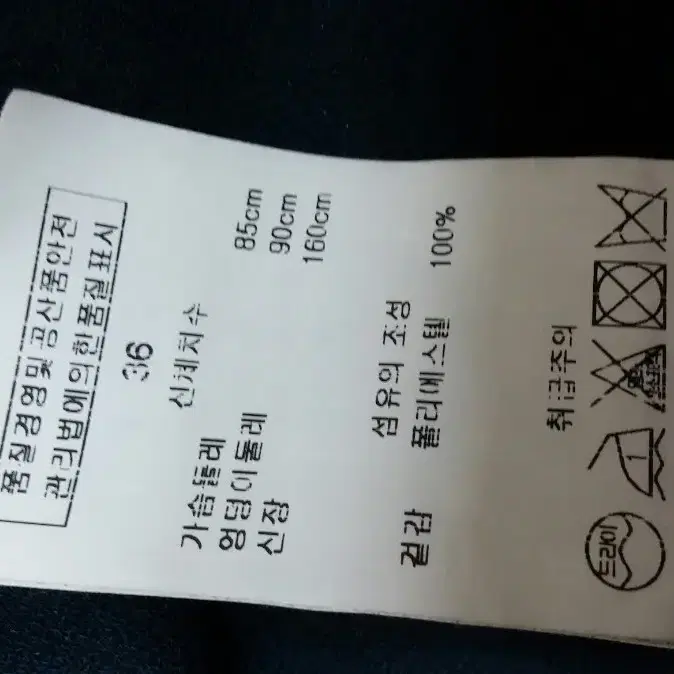 품질경영및공산품안전
관리법에의한품질표시
36
신체치수
가슴둘레 85cm
엉덩이둘레 90cm
신장 160cm
섬유의 조성
겉감 폴리에스텔 100%
취급주의
드라이
1